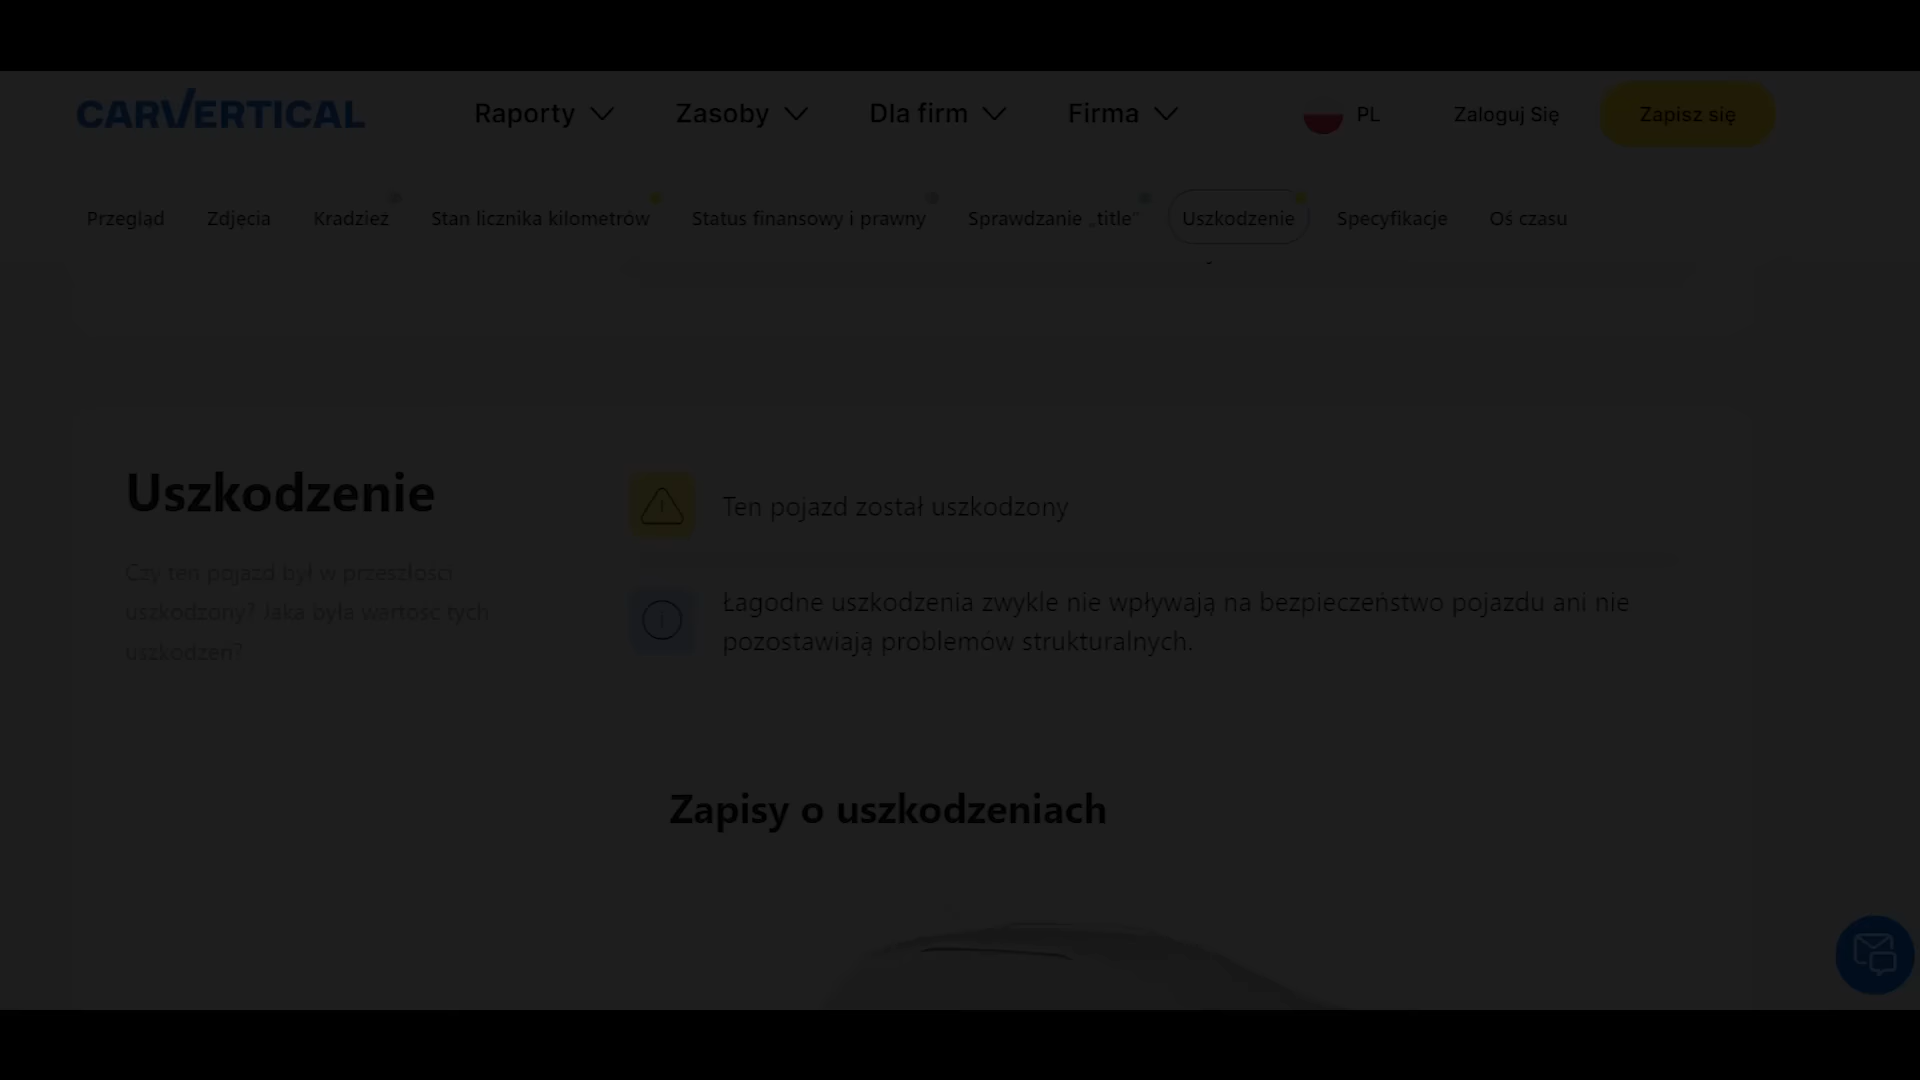 CARVERTICAL
Raporty Zasoby Dla firm Firma PL Zaloguj Się Zapisz się
Przegląd Zdjęcia Kradzież Stan licznika kilometrów Status finansowy i prawny Sprawdzanie „title” Uszkodzenie Specyfikacje Oś czasu
Uszkodzenie
Czy ten pojazd był w przeszłości
uszkodzony? Jaka była wartość tych
uszkodzeń?
Ten pojazd został uszkodzony
Łagodne uszkodzenia zwykle nie wpływają na bezpieczeństwo pojazdu ani nie
pozostawiają problemów strukturalnych.
Zapisy o uszkodzeniach